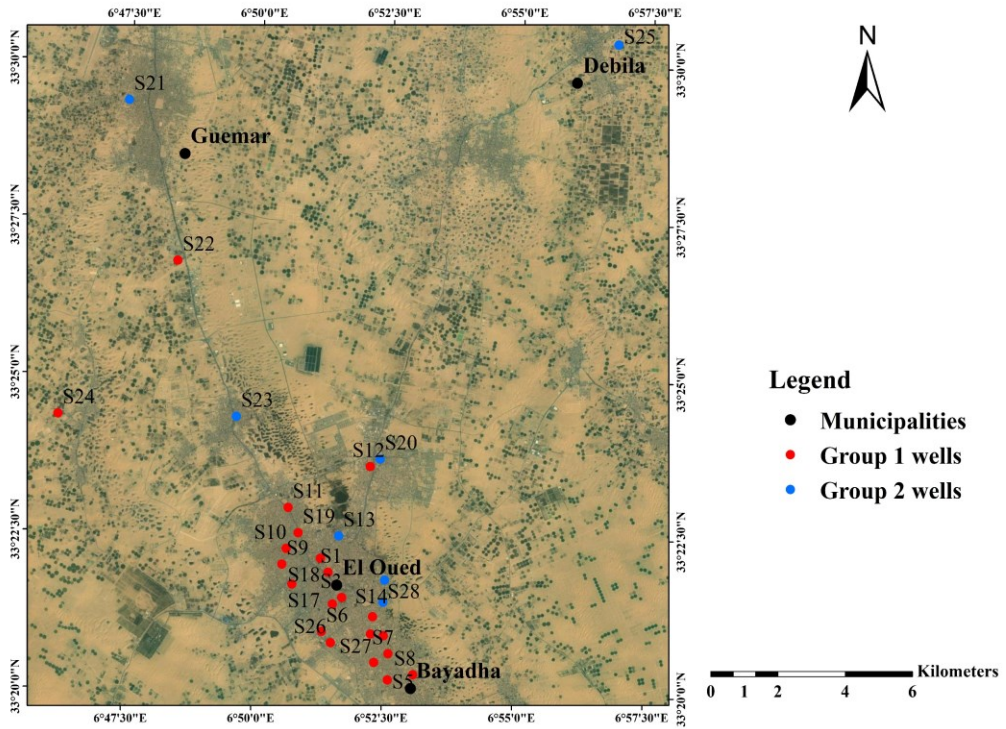 6°47'30"E 6°50'0"E 6°52'30"E 6°55'0"E 6°57'30"E
33°30'0"N
33°27'30"N
33°25'0"N
33°22'30"N
33°20'0"N
S25
Debila
S21
Guemar
S22
S24
S23
S12
S20
S11
S19
S13
S10
S9
S1
El Oued
S18
S28
S17
S14
S6
S26
S7
S27
S8
Bayadha
S5
33°30'0"N
33°27'30"N
33°25'0"N
33°22'30"N
33°20'0"N
6°47'30"E 6°50'0"E 6°52'30"E 6°55'0"E 6°57'30"E
N
Legend
Municipalities
Group 1 wells
Group 2 wells
Kilometers
0 1 2 4 6